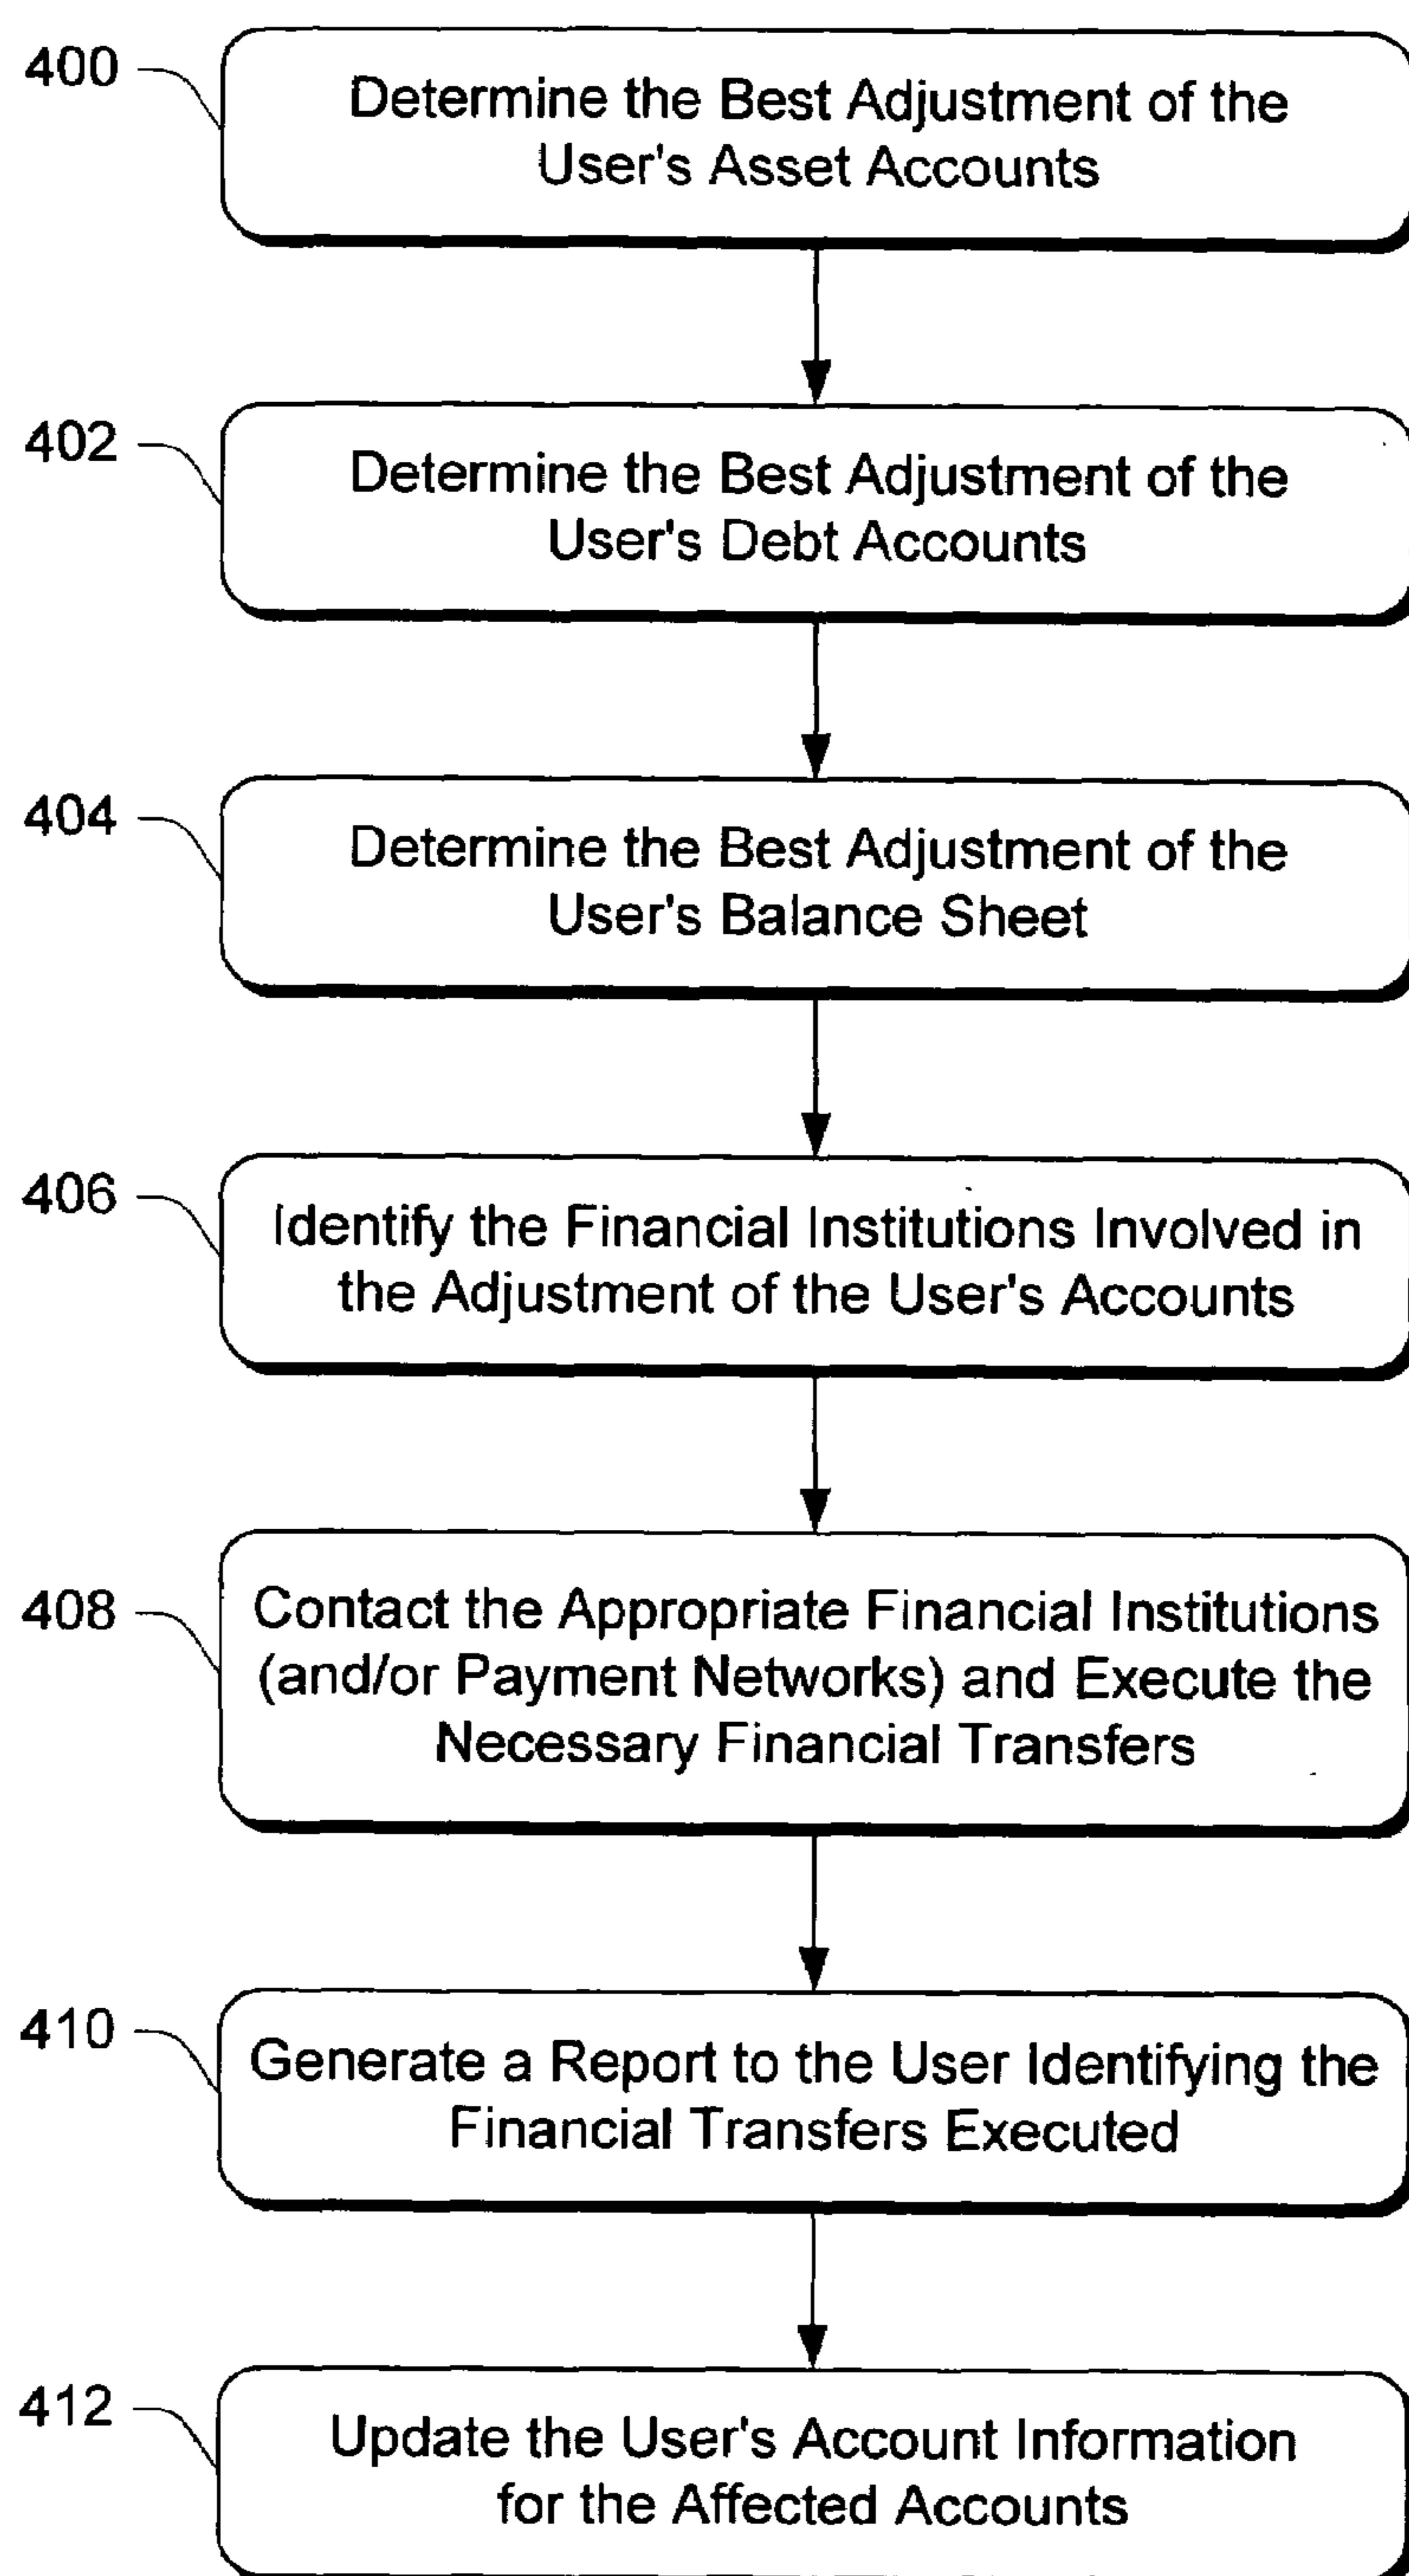 400
Determine the Best Adjustment of the
User's Asset Accounts
402
Determine the Best Adjustment of the
User's Debt Accounts
404
Determine the Best Adjustment of the
User's Balance Sheet
406
Identify the Financial Institutions Involved in
the Adjustment of the User's Accounts
408
Contact the Appropriate Financial Institutions
(and/or Payment Networks) and Execute the
Necessary Financial Transfers
410
Generate a Report to the User Identifying the
Financial Transfers Executed
412
Update the User's Account Information
for the Affected Accounts